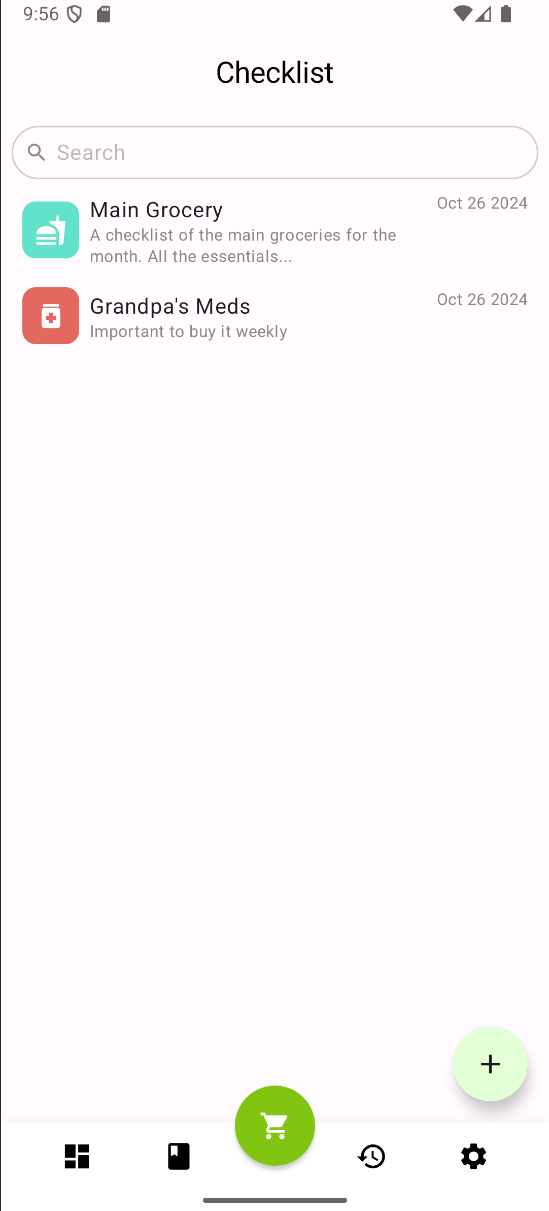 9:56
Checklist
Search
Main Grocery
Oct 26 2024
A checklist of the main groceries for the
month. All the essentials...
Grandpa's Meds
Oct 26 2024
Important to buy it weekly